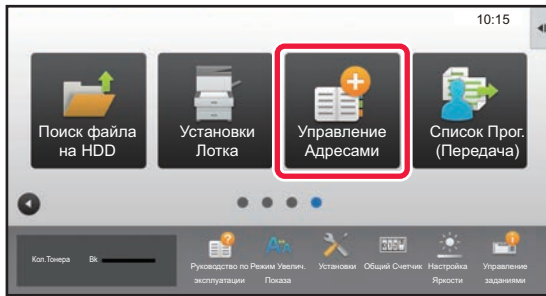 10:15
Поиск файла
на HDD
Установки
Лотка
Управление
Адресами
Список Прог.
(Передача)
Кол.Тонера Bk
Руководство по
эксплуатации
Режим Увелич.
Показа
Установки
Общий Счетчик
Настройка
Яркости
Управление
заданиями